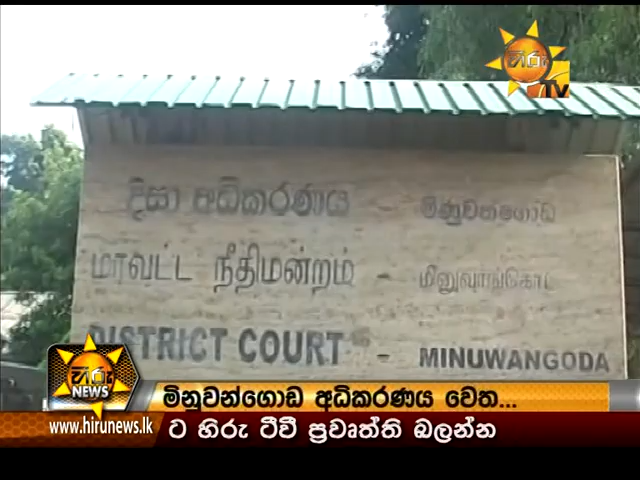 හිරු
TV
දිසා අධිකරණය - මිනුවන්ගොඩ
மாவட்ட நீதிமன்றம் - மினுவாங்கொட
DISTRICT COURT - MINUWANGODA
හිරු
NEWS
මිනුවන්ගොඩ අධිකරණය වෙත...
www.hirunews.lk ට හිරු ටීවී ප්‍රවෘත්ති බලන්න